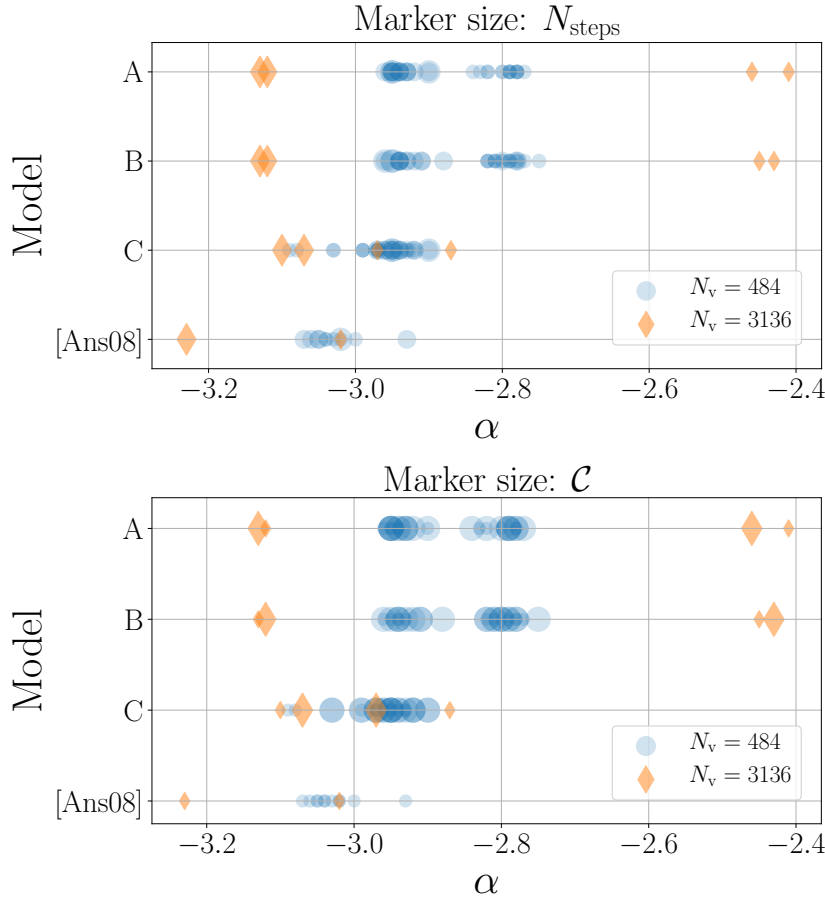 Marker size: N_steps
Model
A
B
C
[Ans08]
N_v = 484
N_v = 3136
−3.2 −3.0 −2.8 −2.6 −2.4
α
Marker size: 𝒞
Model
A
B
C
[Ans08]
N_v = 484
N_v = 3136
−3.2 −3.0 −2.8 −2.6 −2.4
α